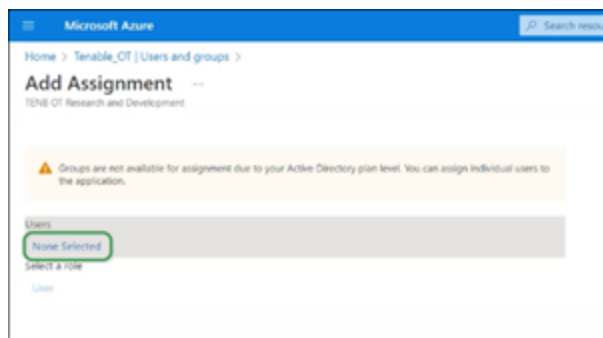 Microsoft Azure
Search resou
Home > Tenable_OT | Users and groups >
Add Assignment ...
TENB OT Research and Development
Groups are not available for assignment due to your Active Directory plan level. You can assign individual users to
the application.
Users
None Selected
Select a role
User